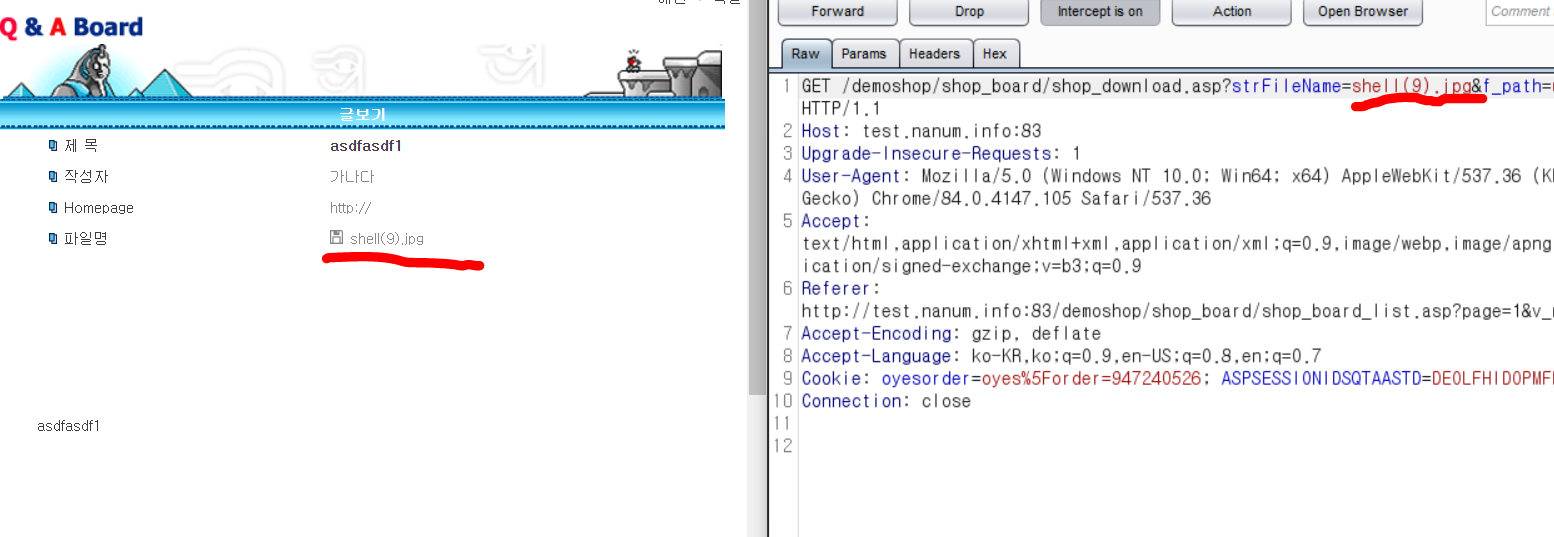 Q & A Board
글보기
제 목 asdfasdf1
작성자 가나다
Homepage http://
파일명 shell(9).jpg
asdfasdf1
Forward Drop Intercept is on Action Open Browser Comment
Raw Params Headers Hex
1 GET /demoshop/shop_board/shop_download.asp?strFileName=shell(9).jpg&f_path=
HTTP/1.1
2 Host: test.nanum.info:83
3 Upgrade-Insecure-Requests: 1
4 User-Agent: Mozilla/5.0 (Windows NT 10.0; Win64; x64) AppleWebKit/537.36
Gecko) Chrome/84.0.4147.105 Safari/537.36
5 Accept:
text/html,application/xhtml+xml,application/xml;q=0.9,image/webp,image/apng
ication/signed-exchange;v=b3;q=0.9
6 Referer:
http://test.nanum.info:83/demoshop/shop_board/shop_board_list.asp?page=1&v_
7 Accept-Encoding: gzip, deflate
8 Accept-Language: ko-KR,ko;q=0.9,en-US;q=0.8,en;q=0.7
9 Cookie: oyesorder=oyes%5Forder=947240526; ASPSESSIONIDSQTAASTD=DEOLFHIDOPMF
10 Connection: close
11
12